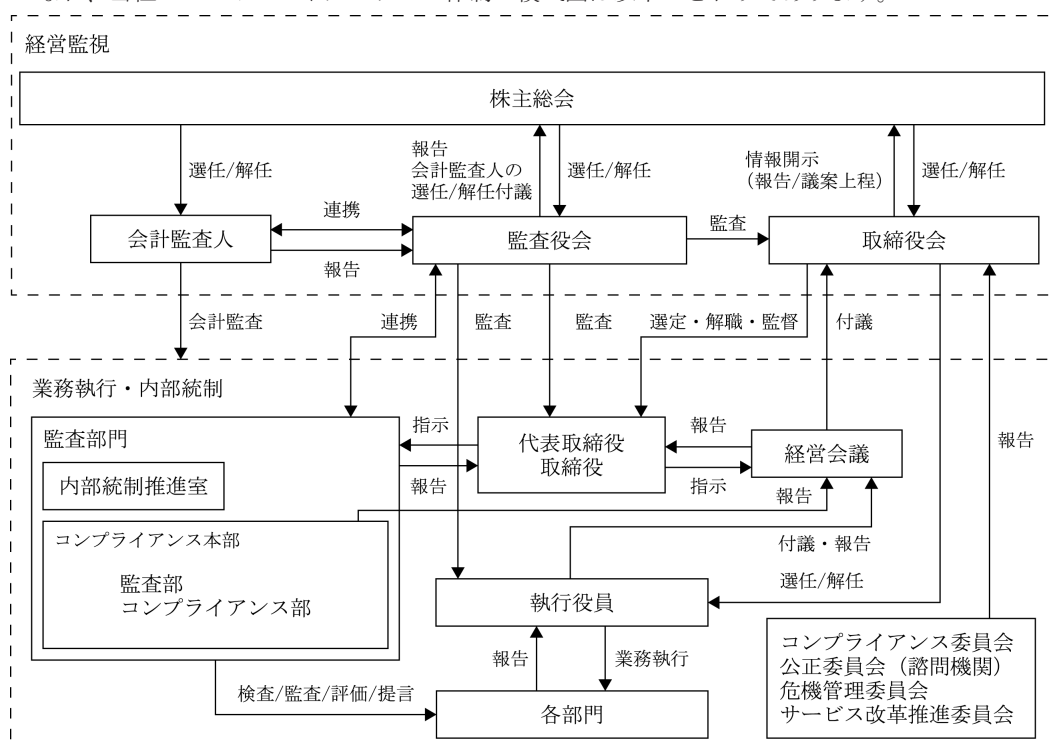 経営監視
株主総会
選任/解任
報告
会計監査人の
選任/解任付議
選任/解任
情報開示
（報告/議案上程）
選任/解任
会計監査人
連携
報告
監査役会
監査
取締役会
会計監査
連携
監査
監査
選定・解職・監督
付議
業務執行・内部統制
監査部門
内部統制推進室
コンプライアンス本部
監査部
コンプライアンス部
指示
報告
代表取締役
取締役
報告
指示
経営会議
報告
報告
付議・報告
選任/解任
執行役員
報告
業務執行
検査/監査/評価/提言
各部門
コンプライアンス委員会
公正委員会（諮問機関）
危機管理委員会
サービス改革推進委員会